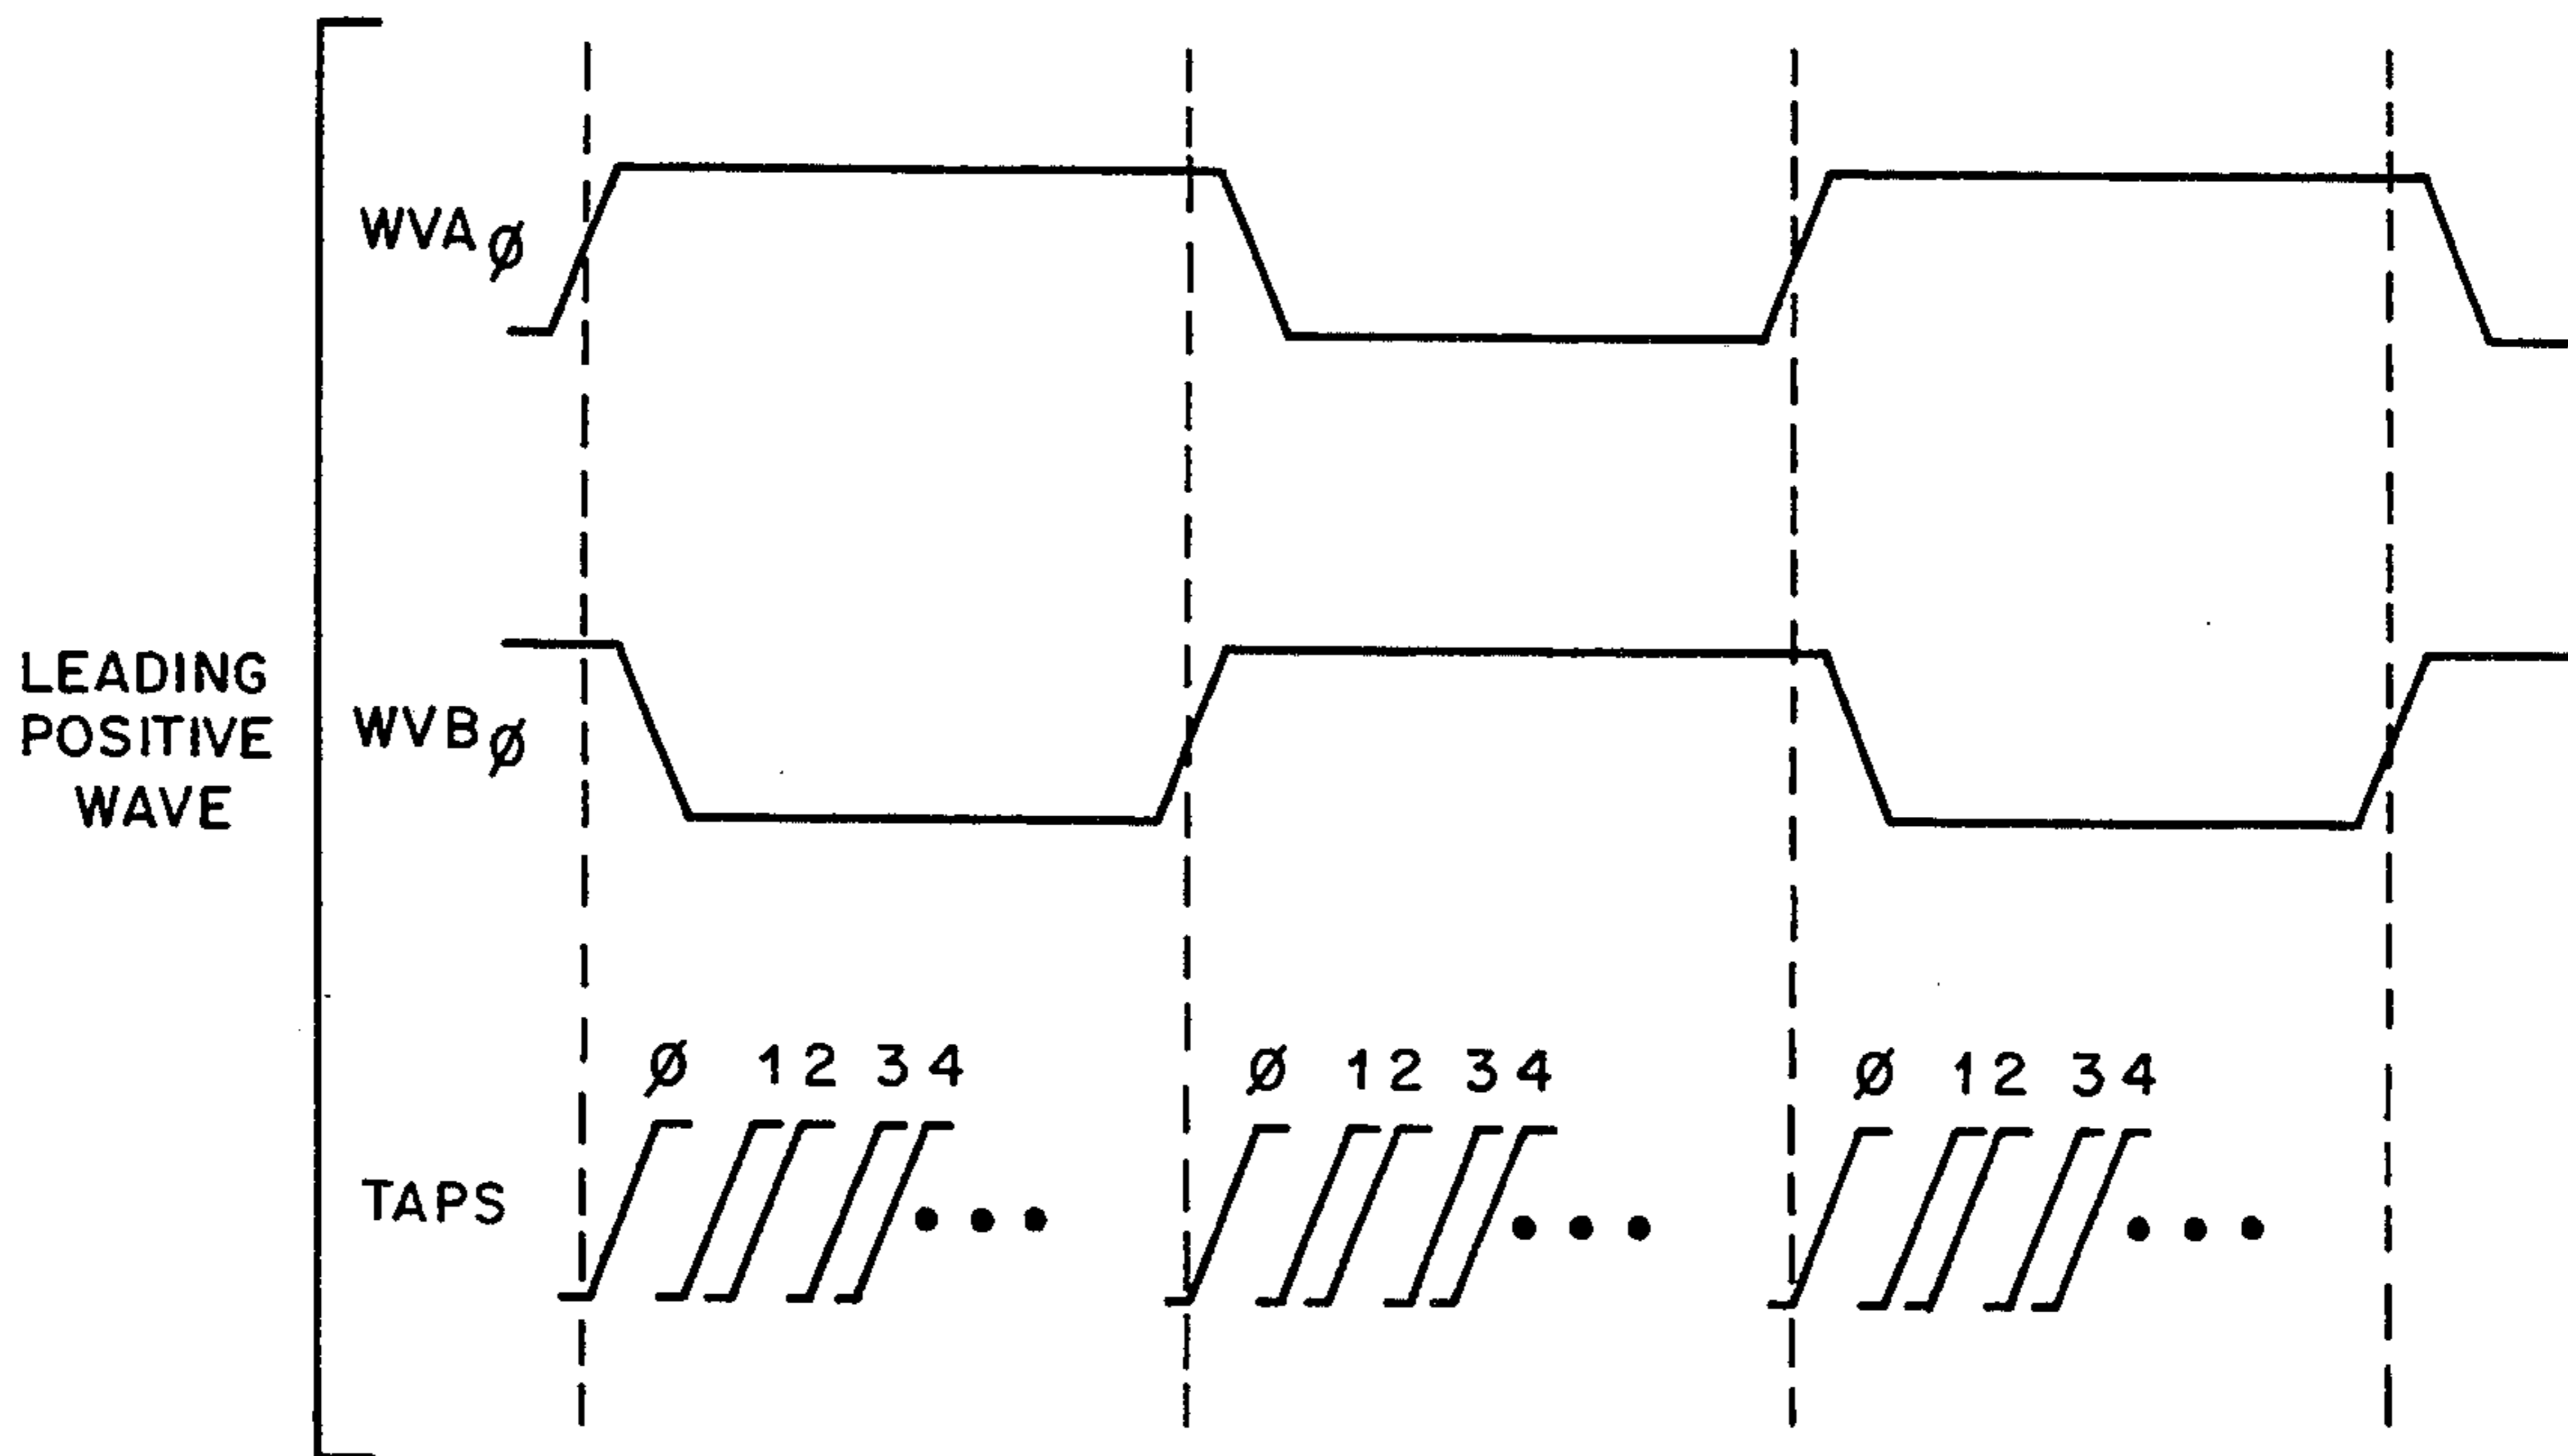 WVAø
LEADING
POSITIVE
WAVE
WVBø
ø 1 2 3 4 ø 1 2 3 4 ø 1 2 3 4
TAPS